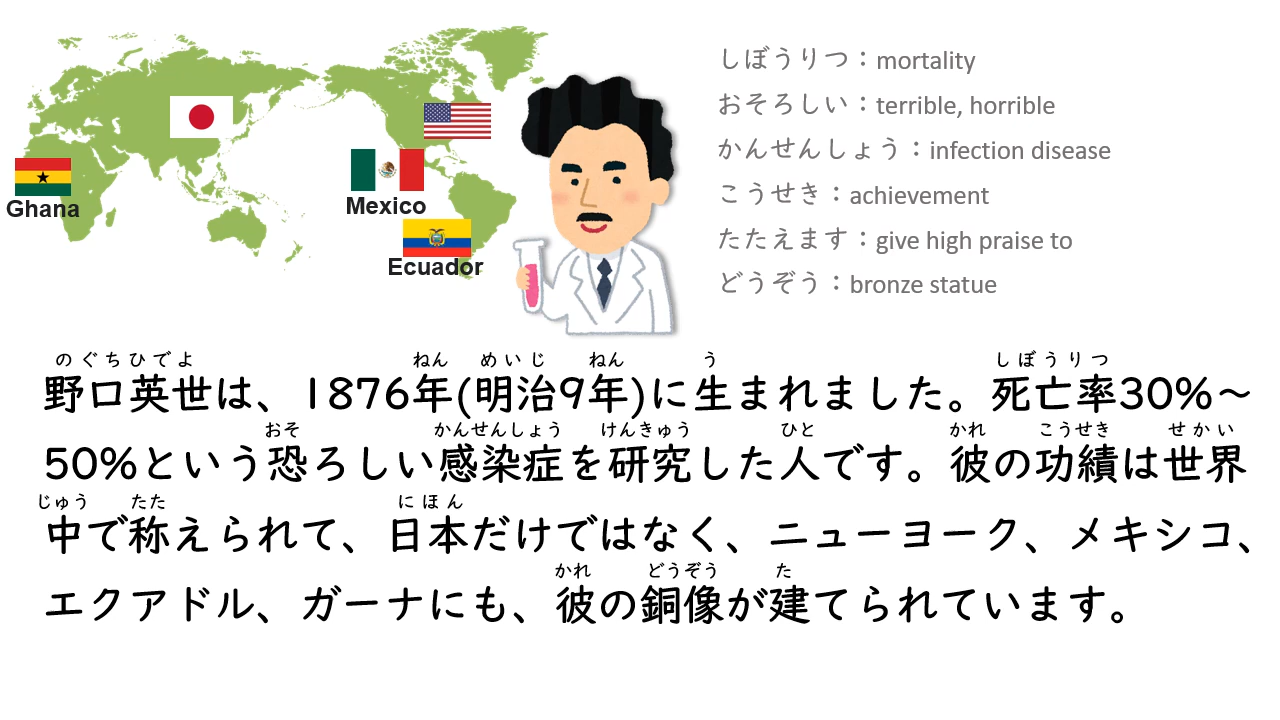 Ghana
Mexico
Ecuador
しぼうりつ：mortality
おそろしい：terrible, horrible
かんせんしょう：infection disease
こうせき：achievement
たたえます：give high praise to
どうぞう：bronze statue
のぐちひでよ ねん めいじ ねん う しぼうりつ
野口英世は、1876年(明治9年)に生まれました。死亡率30%～
おそ かんせんしょう けんきゅう ひと かれ こうせき せかい
50%という恐ろしい感染症を研究した人です。彼の功績は世界
じゅう たた にほん
中で称えられて、日本だけではなく、ニューヨーク、メキシコ、
かれ どうぞう た
エクアドル、ガーナにも、彼の銅像が建てられています。